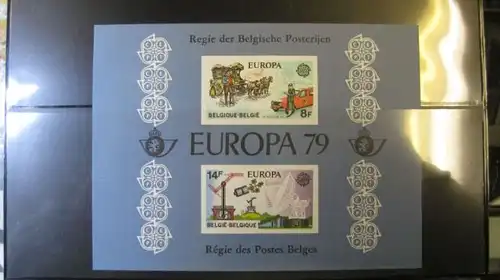 Regie der Belgische Posterijen
EUROPA
BELGIQUE-BELGIË
8F
EUROPA 79
14F
EUROPA
BELGIË-BELGIQUE
Régie des Postes Belges